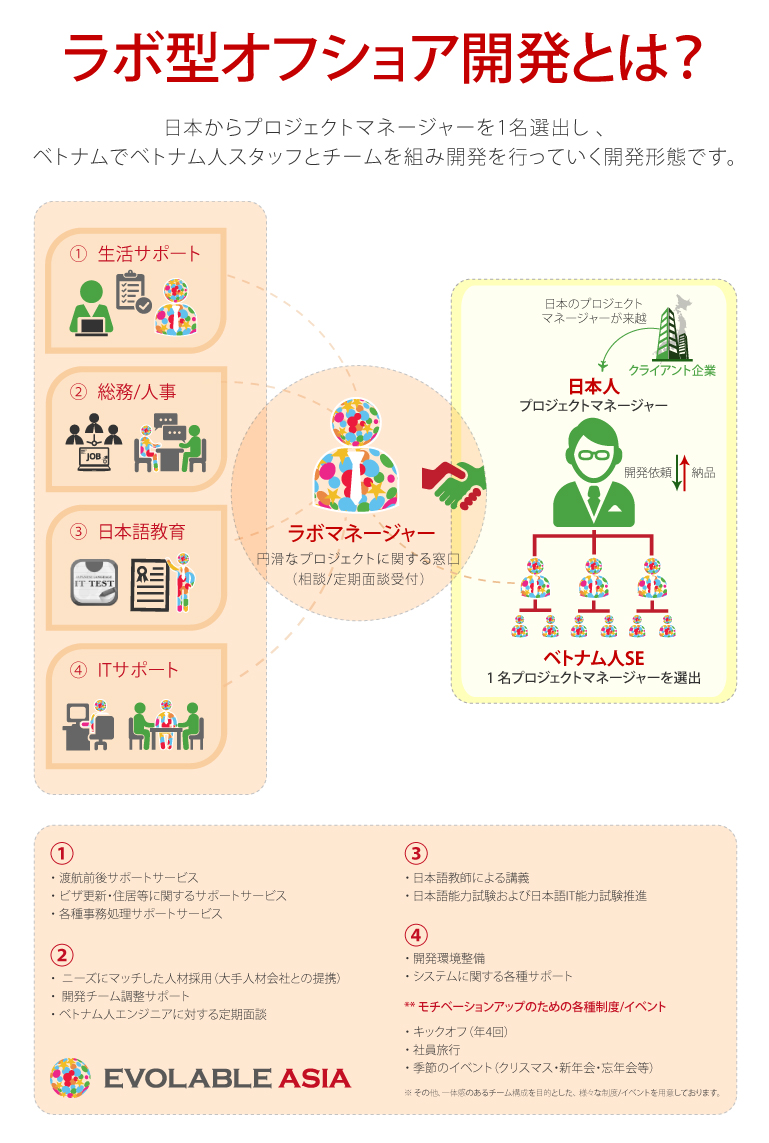 ラボ型オフショア開発とは？
日本からプロジェクトマネージャーを1名選出し 、
ベトナムでベトナム人スタッフとチームを組み開発を行っていく開発形態です。
① 生活サポート
② 総務/人事
JOB
③ 日本語教育
IT TEST
④ ITサポート
ラボマネージャー
円滑なプロジェクトに関する窓口
（相談/定期面談受付）
日本のプロジェクト
マネージャーが来越
クライアント企業
日本人
プロジェクトマネージャー
開発依頼
納品
ベトナム人SE
1 名プロジェクトマネージャーを選出
①
・渡航前後サポートサービス
・ビザ更新・住居等に関するサポートサービス
・各種事務処理サポートサービス
②
・ ニーズにマッチした人材採用（大手人材会社との提携）
・ 開発チーム調整サポート
・ベトナム人エンジニアに対する定期面談
EVOLABLE ASIA
③
・日本語教師による講義
・日本語能力試験および日本語IT能力試験推進
④
・開発環境整備
・システムに関する各種サポート
** モチベーションアップのための各種制度/イベント
・キックオフ（年4回）
・社員旅行
・季節のイベント（クリスマス・新年会・忘年会等）
※ その他、一体感のあるチーム構成を目的とした、様々な制度/イベントを用意しております。